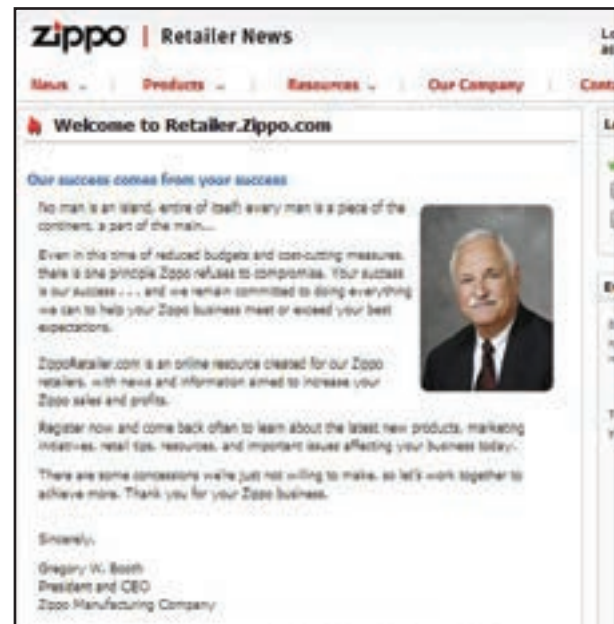 zippo | Retailer News
News Products Resources Our Company
Welcome to Retailer.Zippo.com
Our success comes from your success
No man is an island, entire of itself; every man is a piece of the
continent, a part of the main...
Even in this time of reduced budgets and cost-cutting measures,
there is one principle Zippo refuses to compromise. Your success
is our success . . . and we remain committed to doing everything
we can to help your Zippo business meet or exceed your best
expectations.
ZippoRetailer.com is an online resource created for our Zippo
retailers, with news and information aimed to increase your
Zippo sales and profits.
Register now and come back often to learn about the latest new products, marketing
initiatives, retail tips, resources, and important issues affecting your business today.
There are some concessions we're just not willing to make, so let's work together to
achieve more. Thank you for your Zippo business.
Sincerely,
Gregory W. Booth
President and CEO
Zippo Manufacturing Company